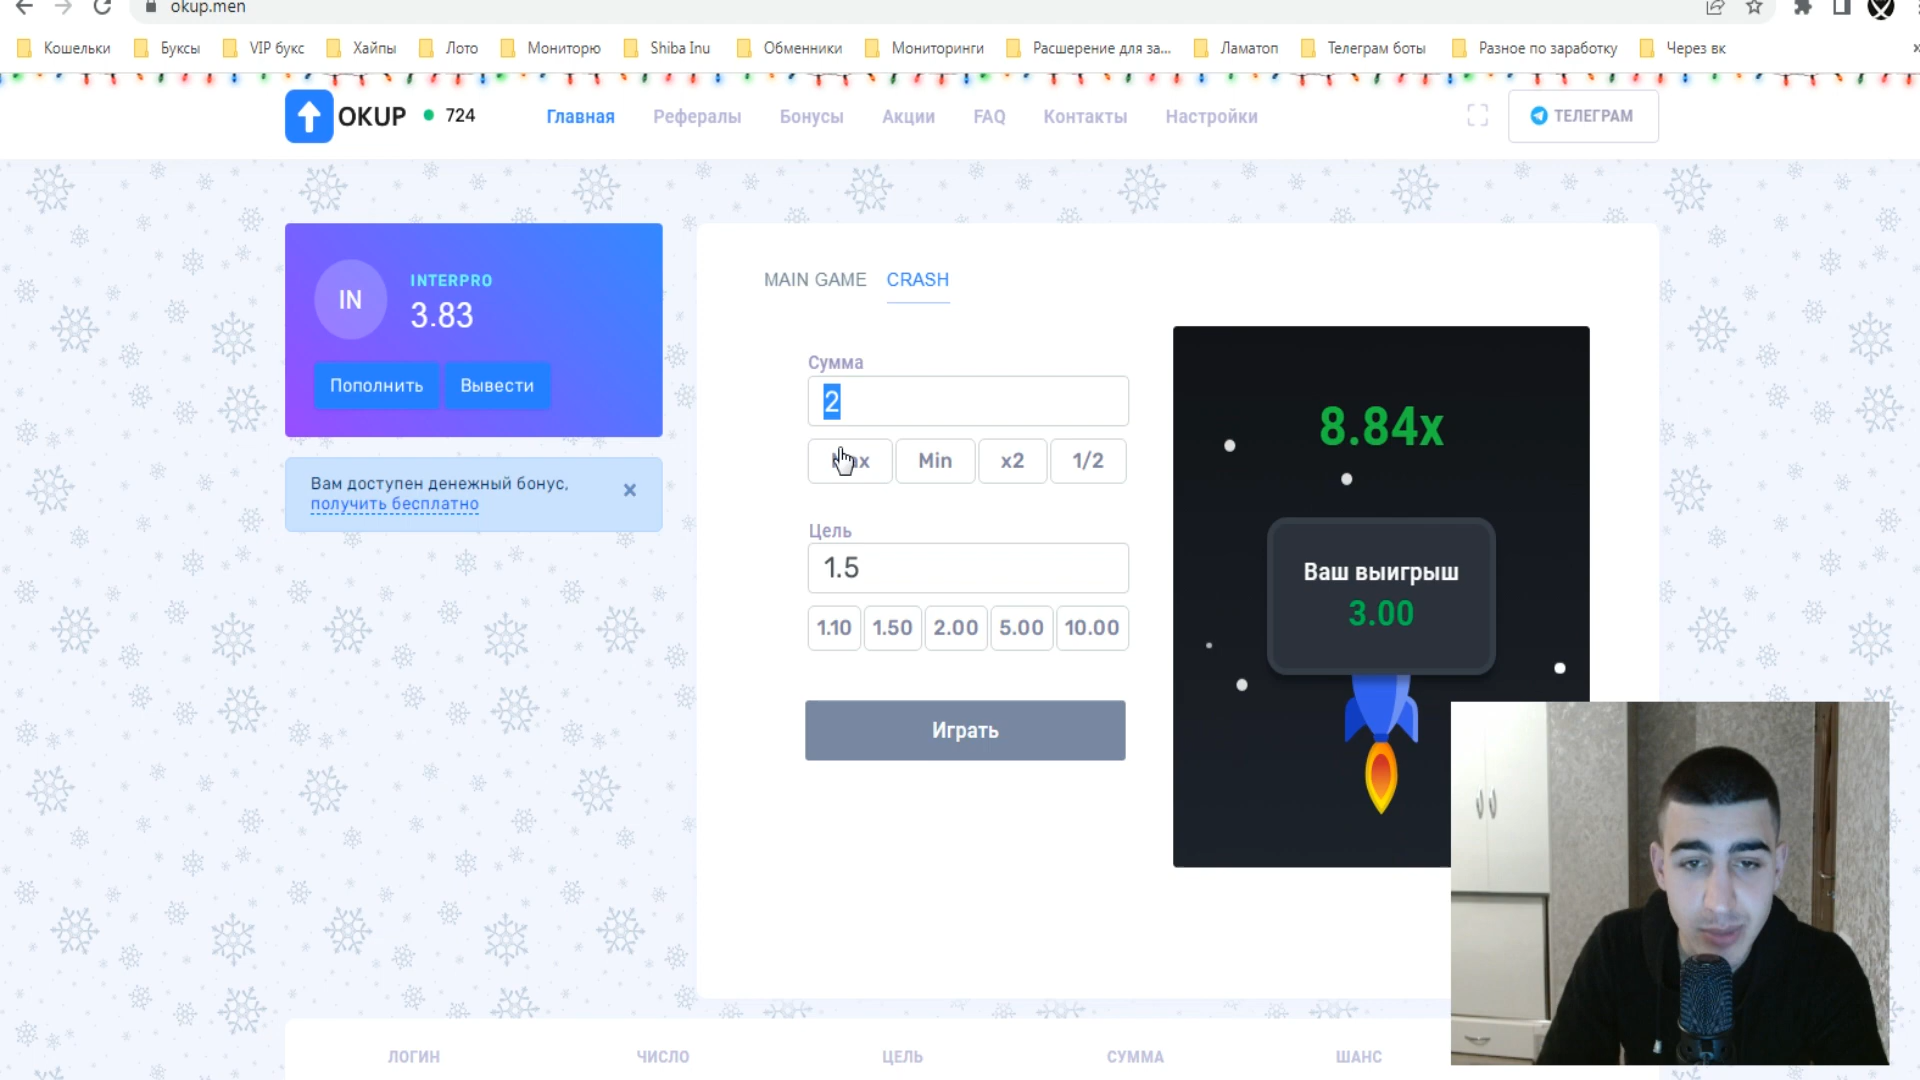 okup.men
Кошельки Буксы VIP букс Хайпы Лото Мониторю Shiba Inu Обменники Мониторинги Расшерение для за... Ламатоп Телеграм боты Разное по заработку Через вк
OKUP 724 Главная Рефералы Бонусы Акции FAQ Контакты Настройки ТЕЛЕГРАМ
IN
INTERPRO
3.83
Пополнить Вывести
Вам доступен денежный бонус,
получить бесплатно
MAIN GAME CRASH
Сумма
2
Min x2 1/2
Цель
1.5
1.10 1.50 2.00 5.00 10.00
Играть
8.84x
Ваш выигрыш
3.00
ЛОГИН ЧИСЛО ЦЕЛЬ СУММА ШАНС